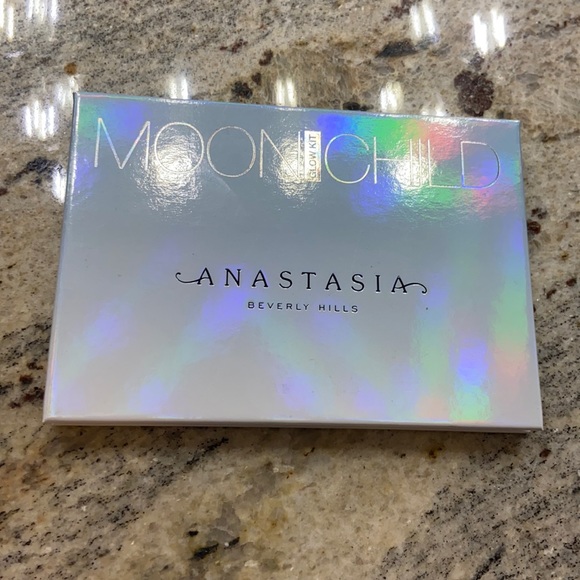 MOONCHILD
GLOW KIT
ANASTASIA
BEVERLY HILLS